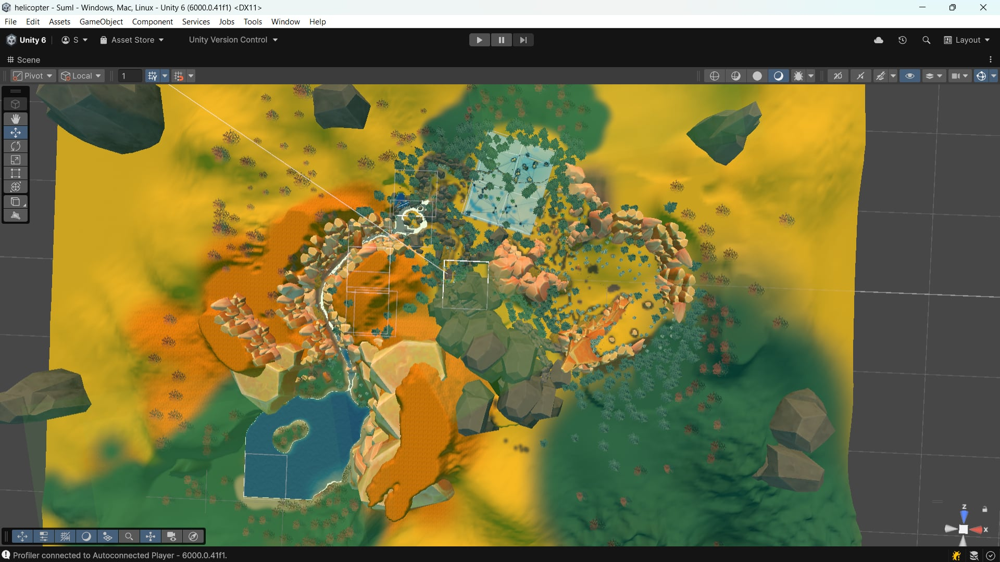 helicopter - Suml - Windows, Mac, Linux - Unity 6 (6000.0.41f1) <DX11>
File Edit Assets GameObject Component Services Jobs Tools Window Help
Unity 6 S Asset Store Unity Version Control Layout
Scene
Pivot Local 1 2D
z
x
Profiler connected to Autoconnected Player - 6000.0.41f1.